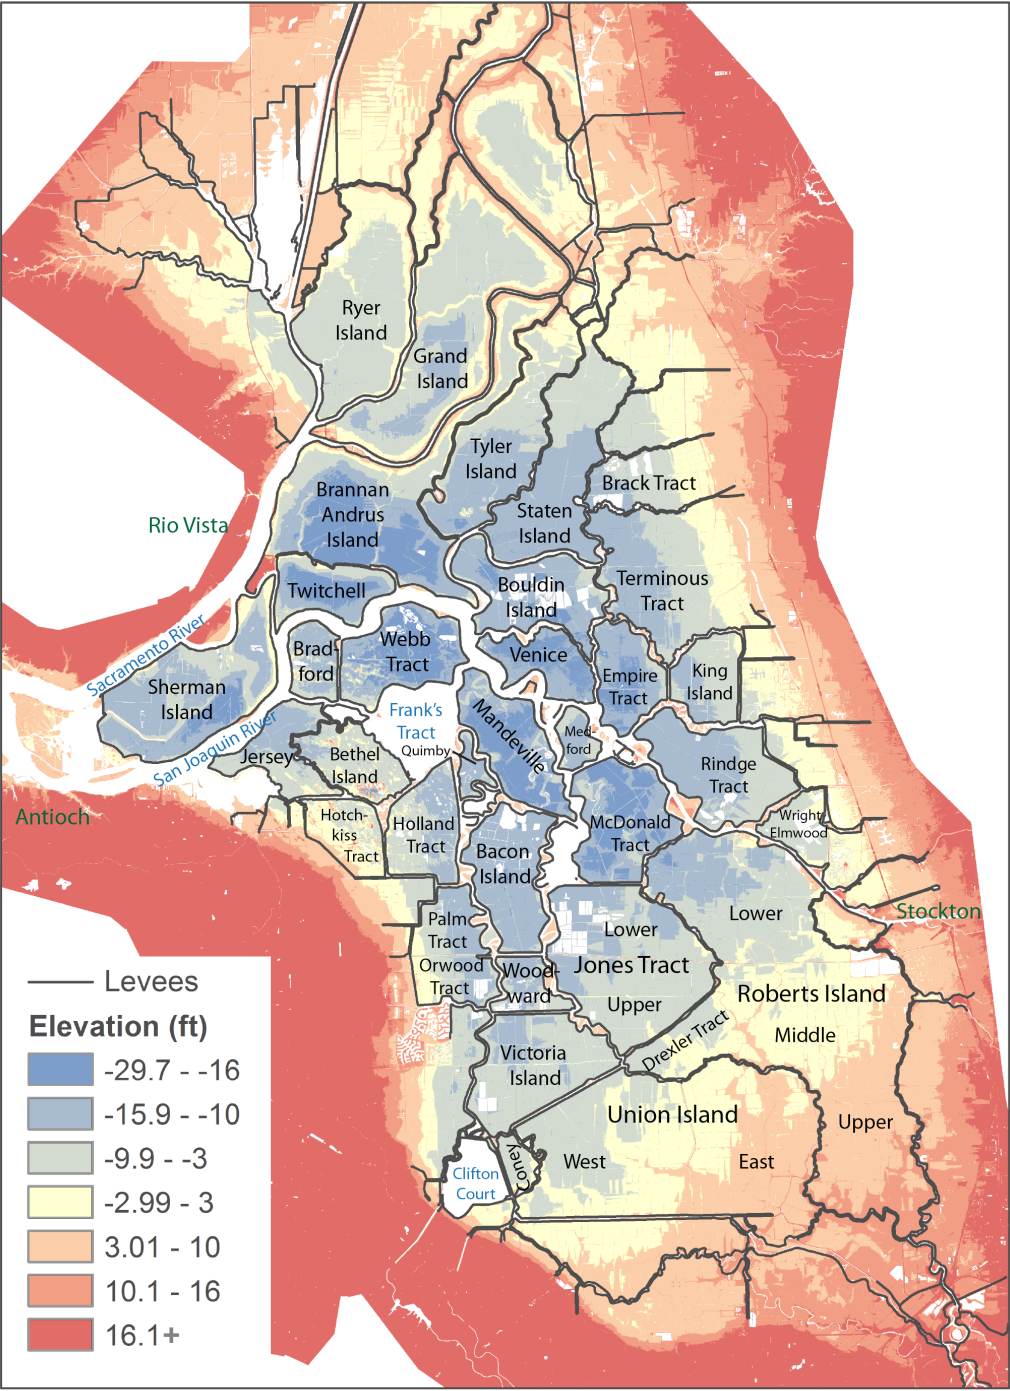 Ryer
Island
Grand
Island
Tyler
Island
Brannan
Andrus
Island
Brack Tract
Staten
Island
Rio Vista
Twitchell
Bouldin
Island
Terminous
Tract
Sacramento River
Brad-
ford
Webb
Tract
Venice
Empire
Tract
King
Island
Sherman
Island
Frank's
Tract
Quimby
Mandeville
Med-
ford
San Joaquin River
Jersey
Bethel
Island
Rindge
Tract
Antioch
Hotch-
kiss
Tract
Holland
Tract
Bacon
Island
McDonald
Tract
Wright
Elmwood
Stockton
Palm
Tract
Orwood
Tract
Wood-
ward
Lower
Jones Tract
Upper
Lower
Roberts Island
Middle
Drexler Tract
Victoria
Island
Union Island
Upper
West
East
Coney
Clifton
Court
Levees
Elevation (ft)
-29.7 - -16
-15.9 - -10
-9.9 - -3
-2.99 - 3
3.01 - 10
10.1 - 16
16.1+